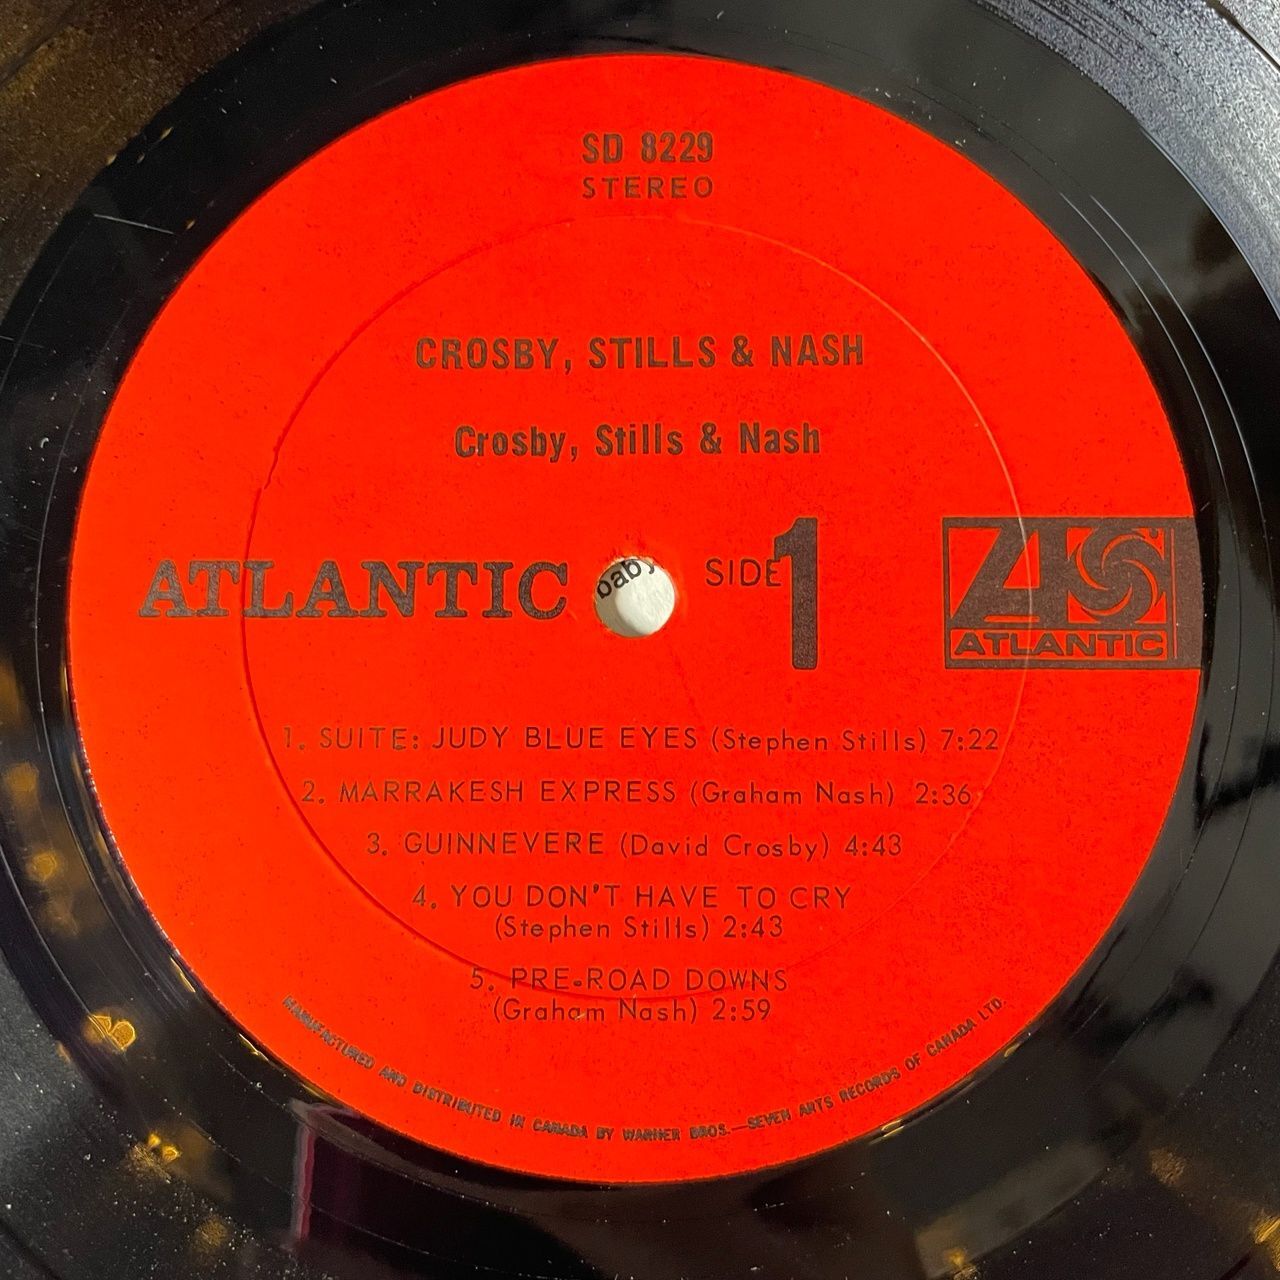 SD 8229
STEREO
CROSBY, STILLS & NASH
Crosby, Stills & Nash
ATLANTIC
baby
SIDE 1
ATLANTIC
1. SUITE: JUDY BLUE EYES (Stephen Stills) 7:22
2. MARRAKESH EXPRESS (Graham Nash) 2:36
3. GUINNEVERE (David Crosby) 4:43
4. YOU DON'T HAVE TO CRY
(Stephen Stills) 2:43
5. PRE-ROAD DOWNS
(Graham Nash) 2:59
MANUFACTURED AND DISTRIBUTED IN CANADA BY WARNER BROS.—SEVEN ARTS RECORDS OF CANADA LTD.